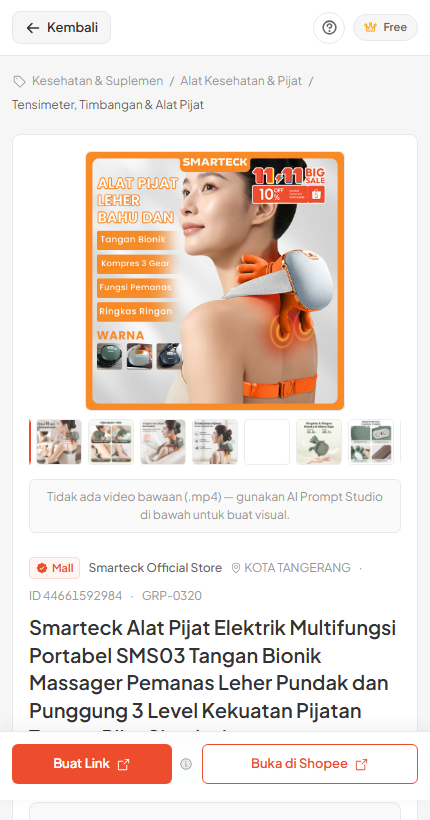 Kembali
Free
Kesehatan & Suplemen / Alat Kesehatan & Pijat /
Tensimeter, Timbangan & Alat Pijat
SMARTECK
11.11 BIG SALE
10% OFF
ALAT PIJAT
LEHER
BAHU DAN
Tangan Bionik
Kompres 3 Gear
Fungsi Pemanas
Ringkas Ringan
WARNA
Tidak ada video bawaan (.mp4) — gunakan AI Prompt Studio
di bawah untuk buat visual.
Mall Smarteck Official Store KOTA TANGERANG ·
ID 44661592984 · GRP-0320
Smarteck Alat Pijat Elektrik Multifungsi
Portabel SMS03 Tangan Bionik
Massager Pemanas Leher Pundak dan
Punggung 3 Level Kekuatan Pijatan
Buat Link
Buka di Shopee